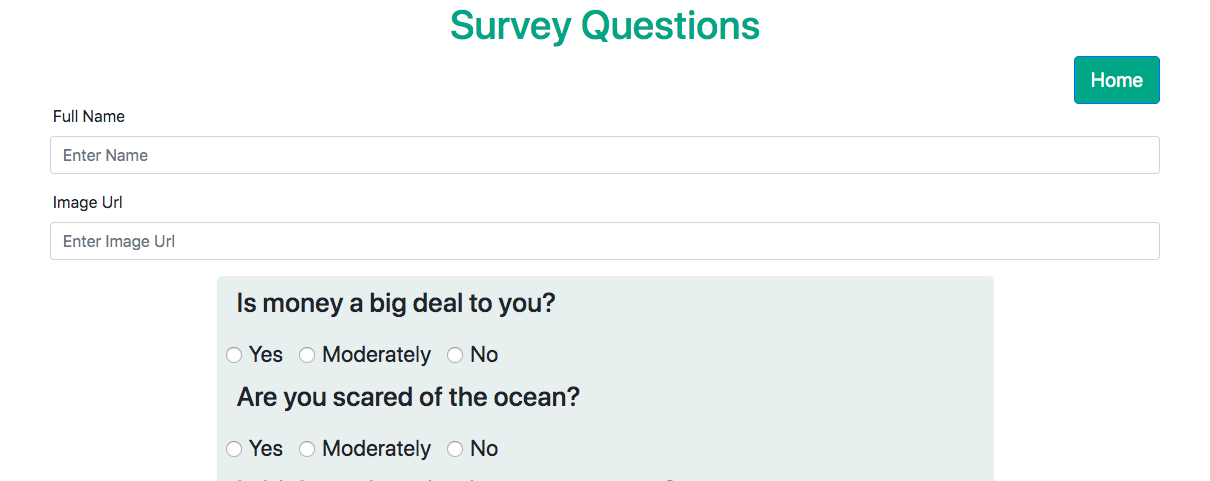 Survey Questions
Home
Full Name
Enter Name
Image Url
Enter Image Url
Is money a big deal to you?
Yes Moderately No
Are you scared of the ocean?
Yes Moderately No